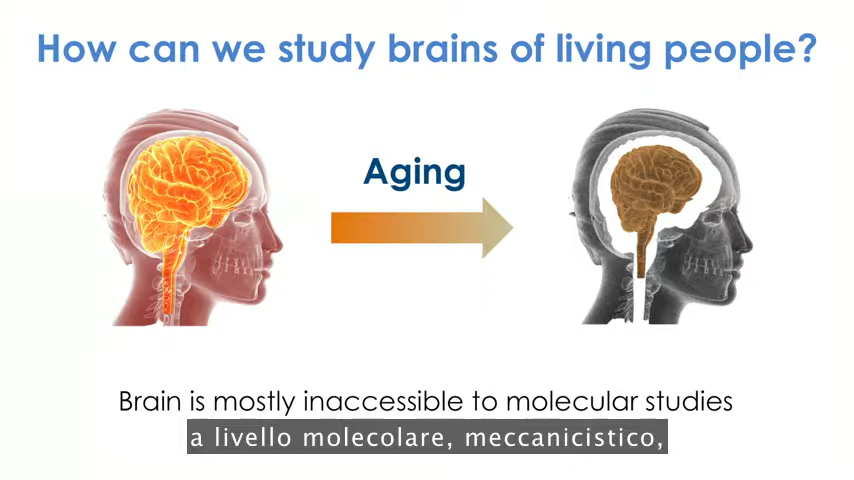 How can we study brains of living people?
Aging
Brain is mostly inaccessible to molecular studies
a livello molecolare, meccanicistico,